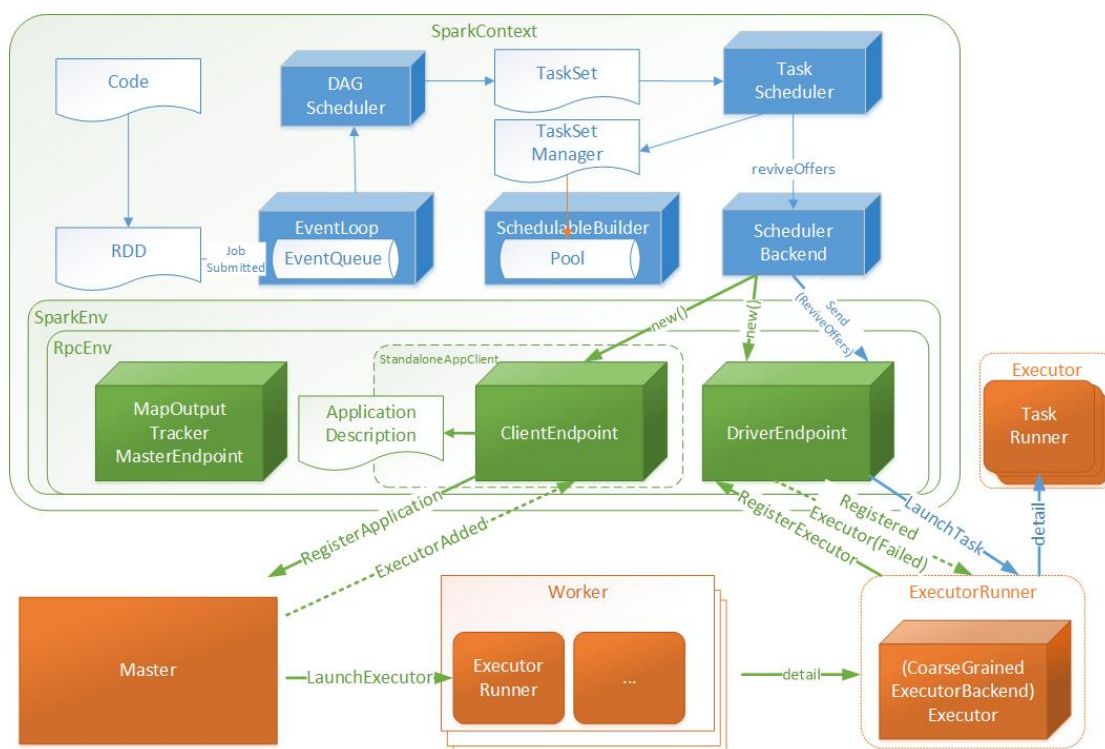 SparkContext
Code
DAG
Scheduler
TaskSet
Task
Scheduler
TaskSet
Manager
reviveOffers
RDD
Job
Submitted
EventLoop
EventQueue
SchedulableBuilder
Pool
Scheduler
Backend
SparkEnv
new()
new()
Send
(ReviveOffers)
RpcEnv
StandaloneAppClient
Executor
MapOutput
Tracker
MasterEndpoint
Application
Description
ClientEndpoint
DriverEndpoint
Task
Runner
RegisterApplication
ExecutorAdded
RegisterExecutor
Registered
Executor(Failed)
LaunchTask
detail
Master
LaunchExecutor
Worker
Executor
Runner
...
detail
ExecutorRunner
(CoarseGrained
ExecutorBackend)
Executor